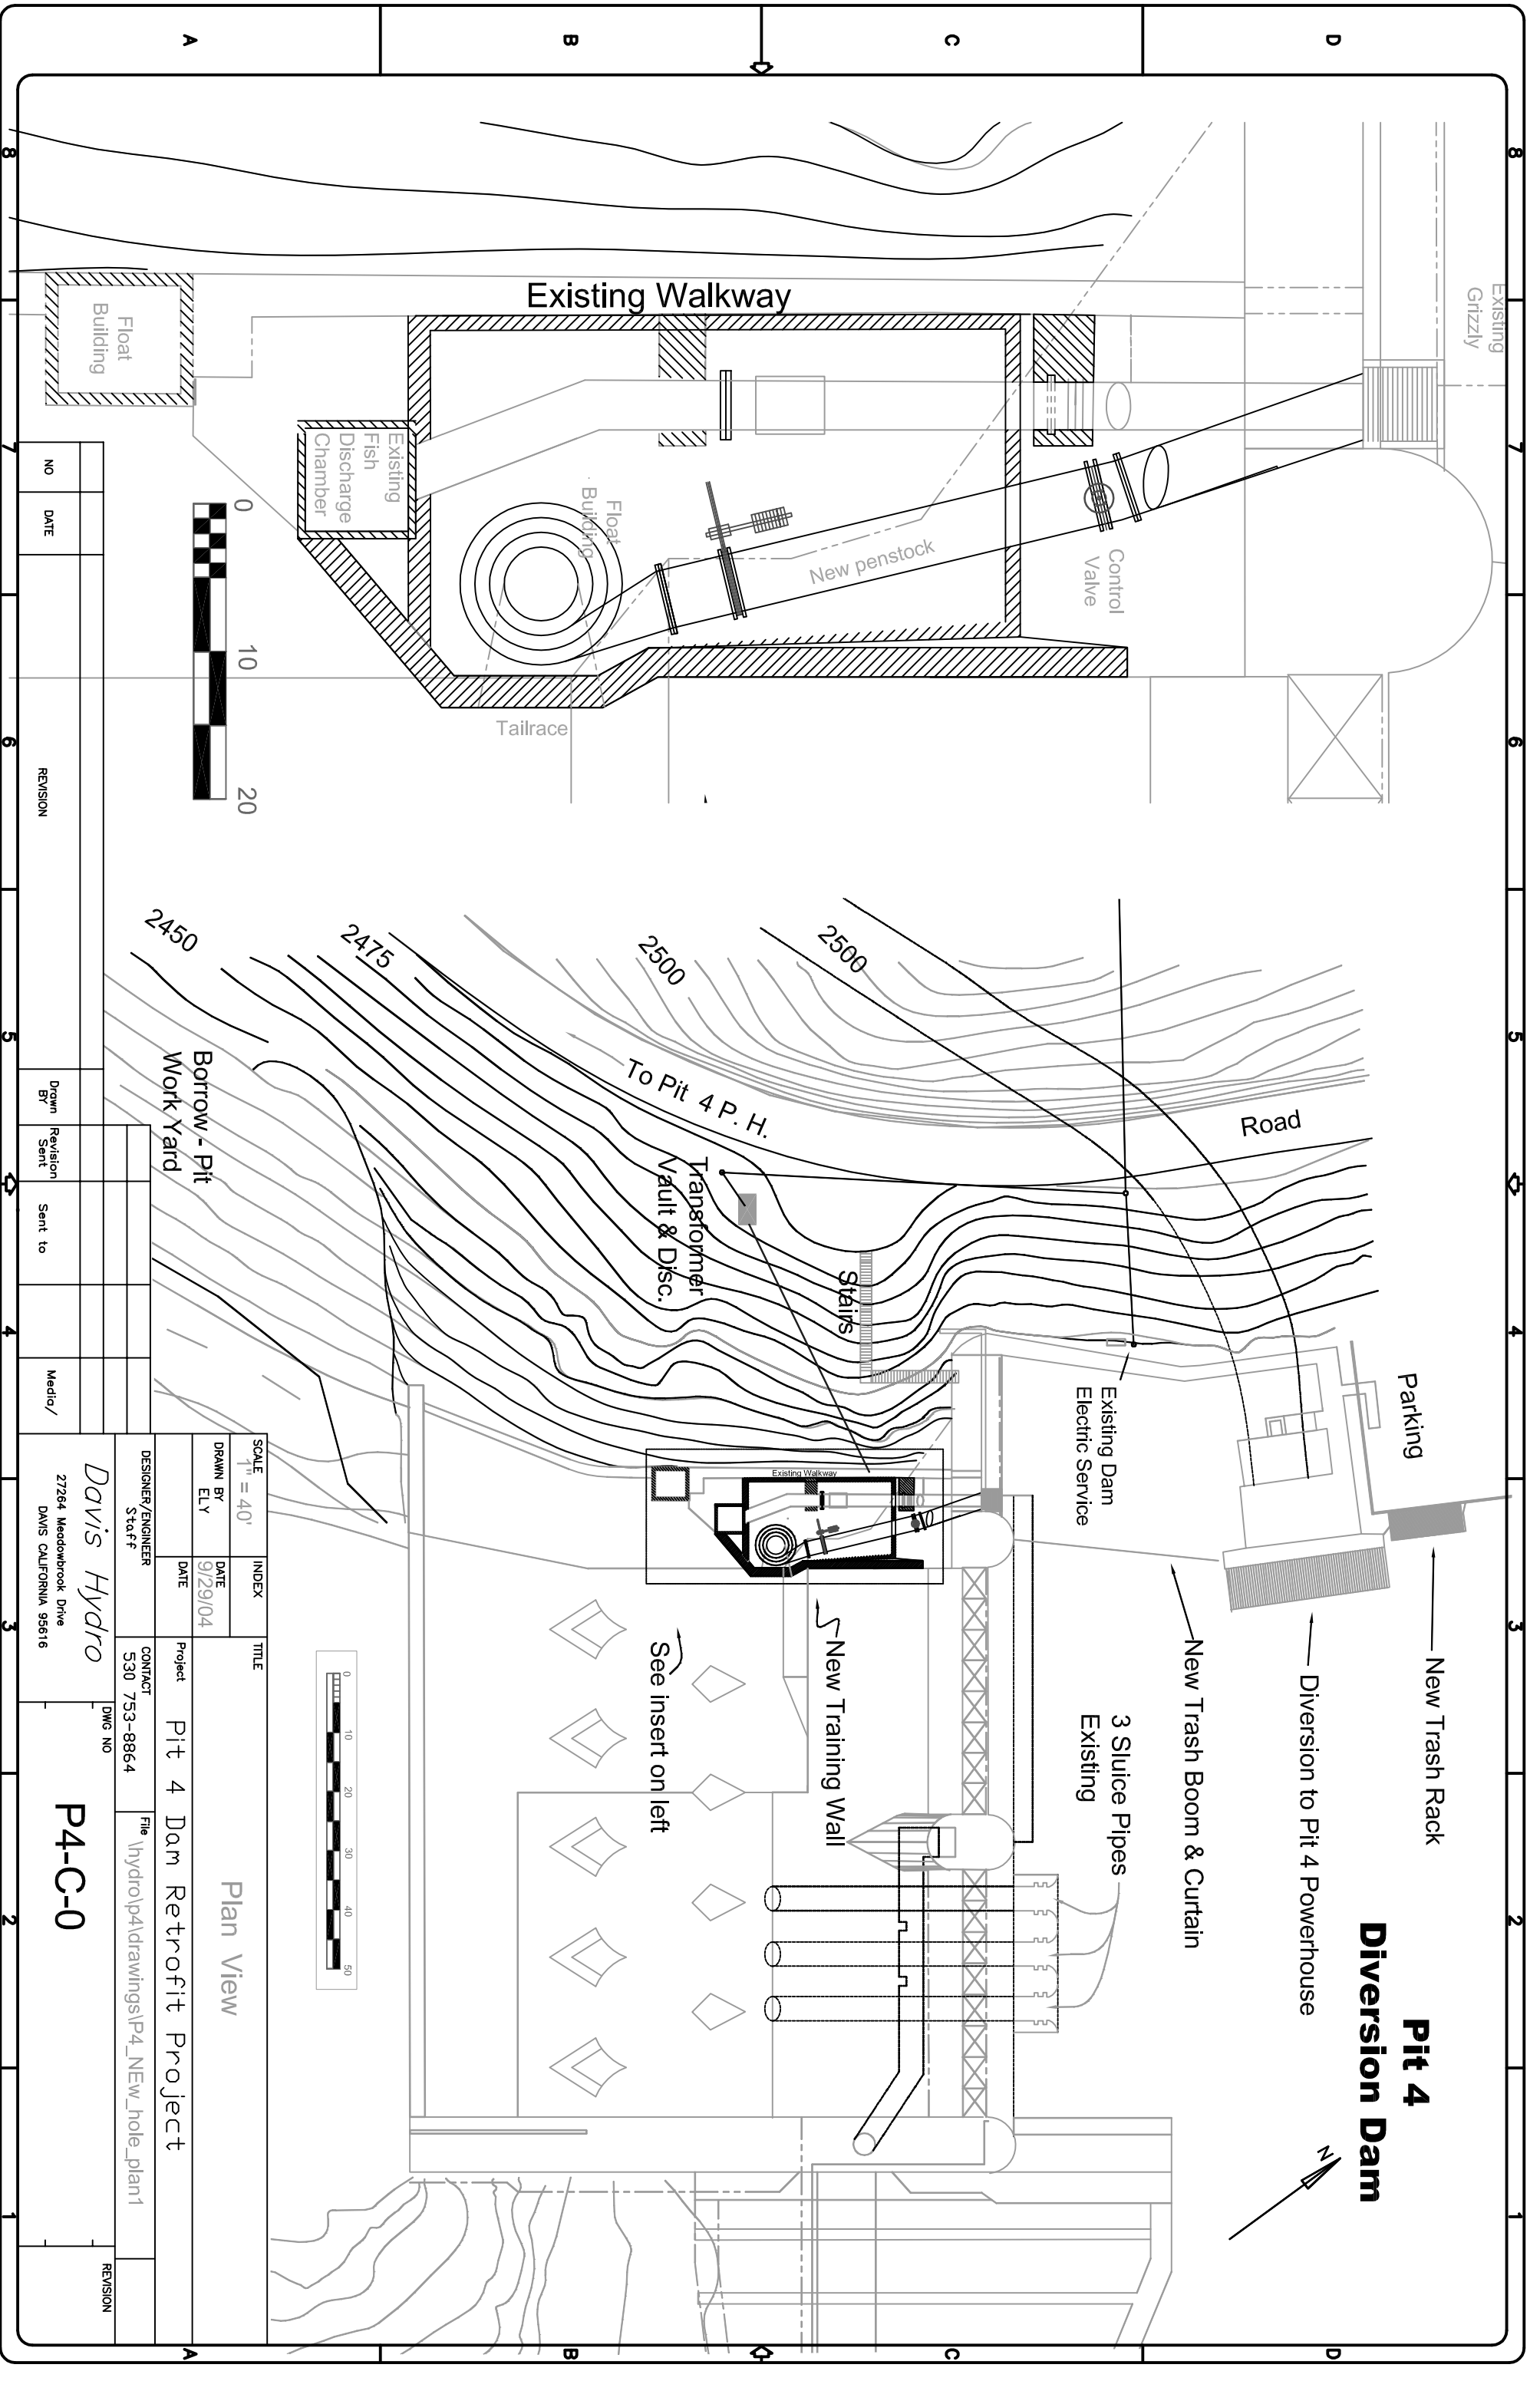 Pit 4
Diversion Dam
N
New Trash Rack
Diversion to Pit 4 Powerhouse
New Trash Boom & Curtain
3 Sluice Pipes
Existing
Parking
Existing Dam
Electric Service
Road
To Pit 4 P. H.
Stairs
Transformer
Vault & Disc.
New Training Wall
See insert on left
Existing Walkway
2450
2475
2500
2500
Borrow - Pit
Work Yard
Existing
Grizzly
Existing Walkway
Control
Valve
New penstock
Float
Building
Tailrace
Existing
Fish
Discharge
Chamber
Float
Building
0 10 20
0 10 20 30 40 50
8 7 6 5 4 3 2 1
8 7 6 5 4 3 2 1
D C B A
D C B A
NO
DATE
REVISION
Drawn
BY
Revision
Sent
Sent to
Media/
SCALE
1" = 40'
INDEX
TITLE
Plan View
DRAWN BY
ELY
DATE
9/29/04
DATE
Project Pit 4 Dam Retrofit Project
DESIGNER/ENGINEER
Staff
CONTACT
530 753-8864
File \hydro\p4\drawings\P4_NEw_hole_plan1
Davis Hydro
27264 Meadowbrook Drive
DAVIS CALIFORNIA 95616
DWG NO
P4-C-0
REVISION